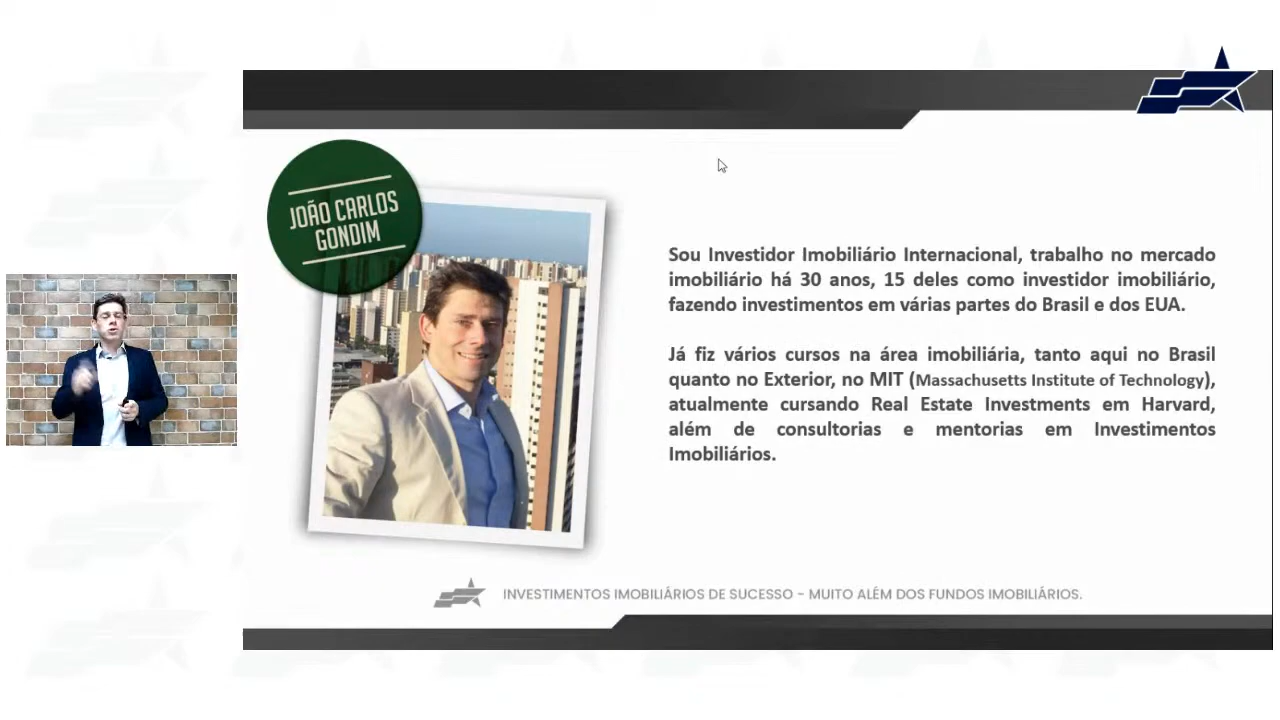 JOÃO CARLOS
GONDIM
Sou Investidor Imobiliário Internacional, trabalho no mercado
imobiliário há 30 anos, 15 deles como investidor imobiliário,
fazendo investimentos em várias partes do Brasil e dos EUA.
Já fiz vários cursos na área imobiliária, tanto aqui no Brasil
quanto no Exterior, no MIT (Massachusetts Institute of Technology),
atualmente cursando Real Estate Investments em Harvard,
além de consultorias e mentorias em Investimentos
Imobiliários.
INVESTIMENTOS IMOBILIÁRIOS DE SUCESSO - MUITO ALÉM DOS FUNDOS IMOBILIÁRIOS.